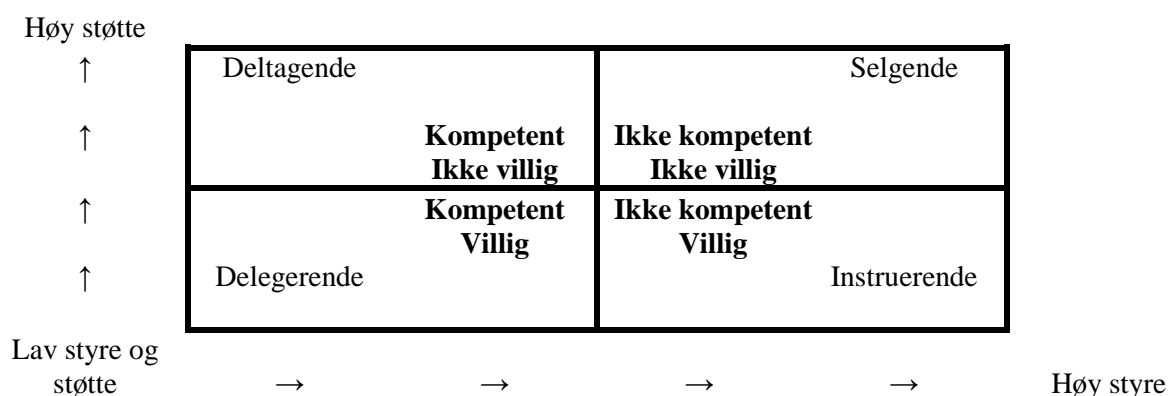 Høy støtte
↑ Deltagende Selgende
↑ Kompetent Ikke kompetent
Ikke villig Ikke villig
↑ Kompetent Ikke kompetent
Villig Villig
↑ Delegerende Instruerende
Lav styre og
støtte → → → → Høy styre